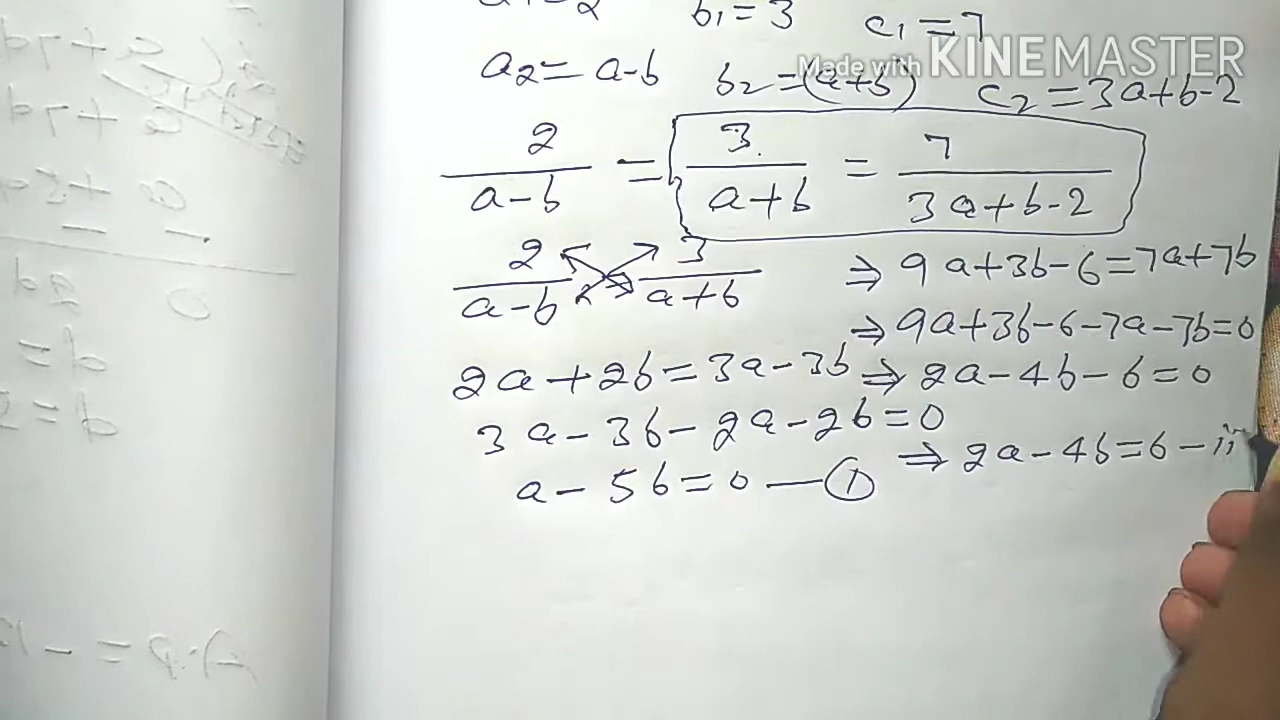 a1=2 b1=3 c1=7
Made with KINEMASTER
a2=a-b b2=(a+b) c2=3a+b-2
2/(a-b) = 3/(a+b) = 7/(3a+b-2)
2/(a-b) 3/(a+b) ⇒ 9a+3b-6=7a+7b
⇒ 9a+3b-6-7a-7b=0
2a+2b=3a-3b ⇒ 2a-4b-6=0
3a-3b-2a-2b=0
⇒ 2a-4b=6-ii
a-5b=0-①